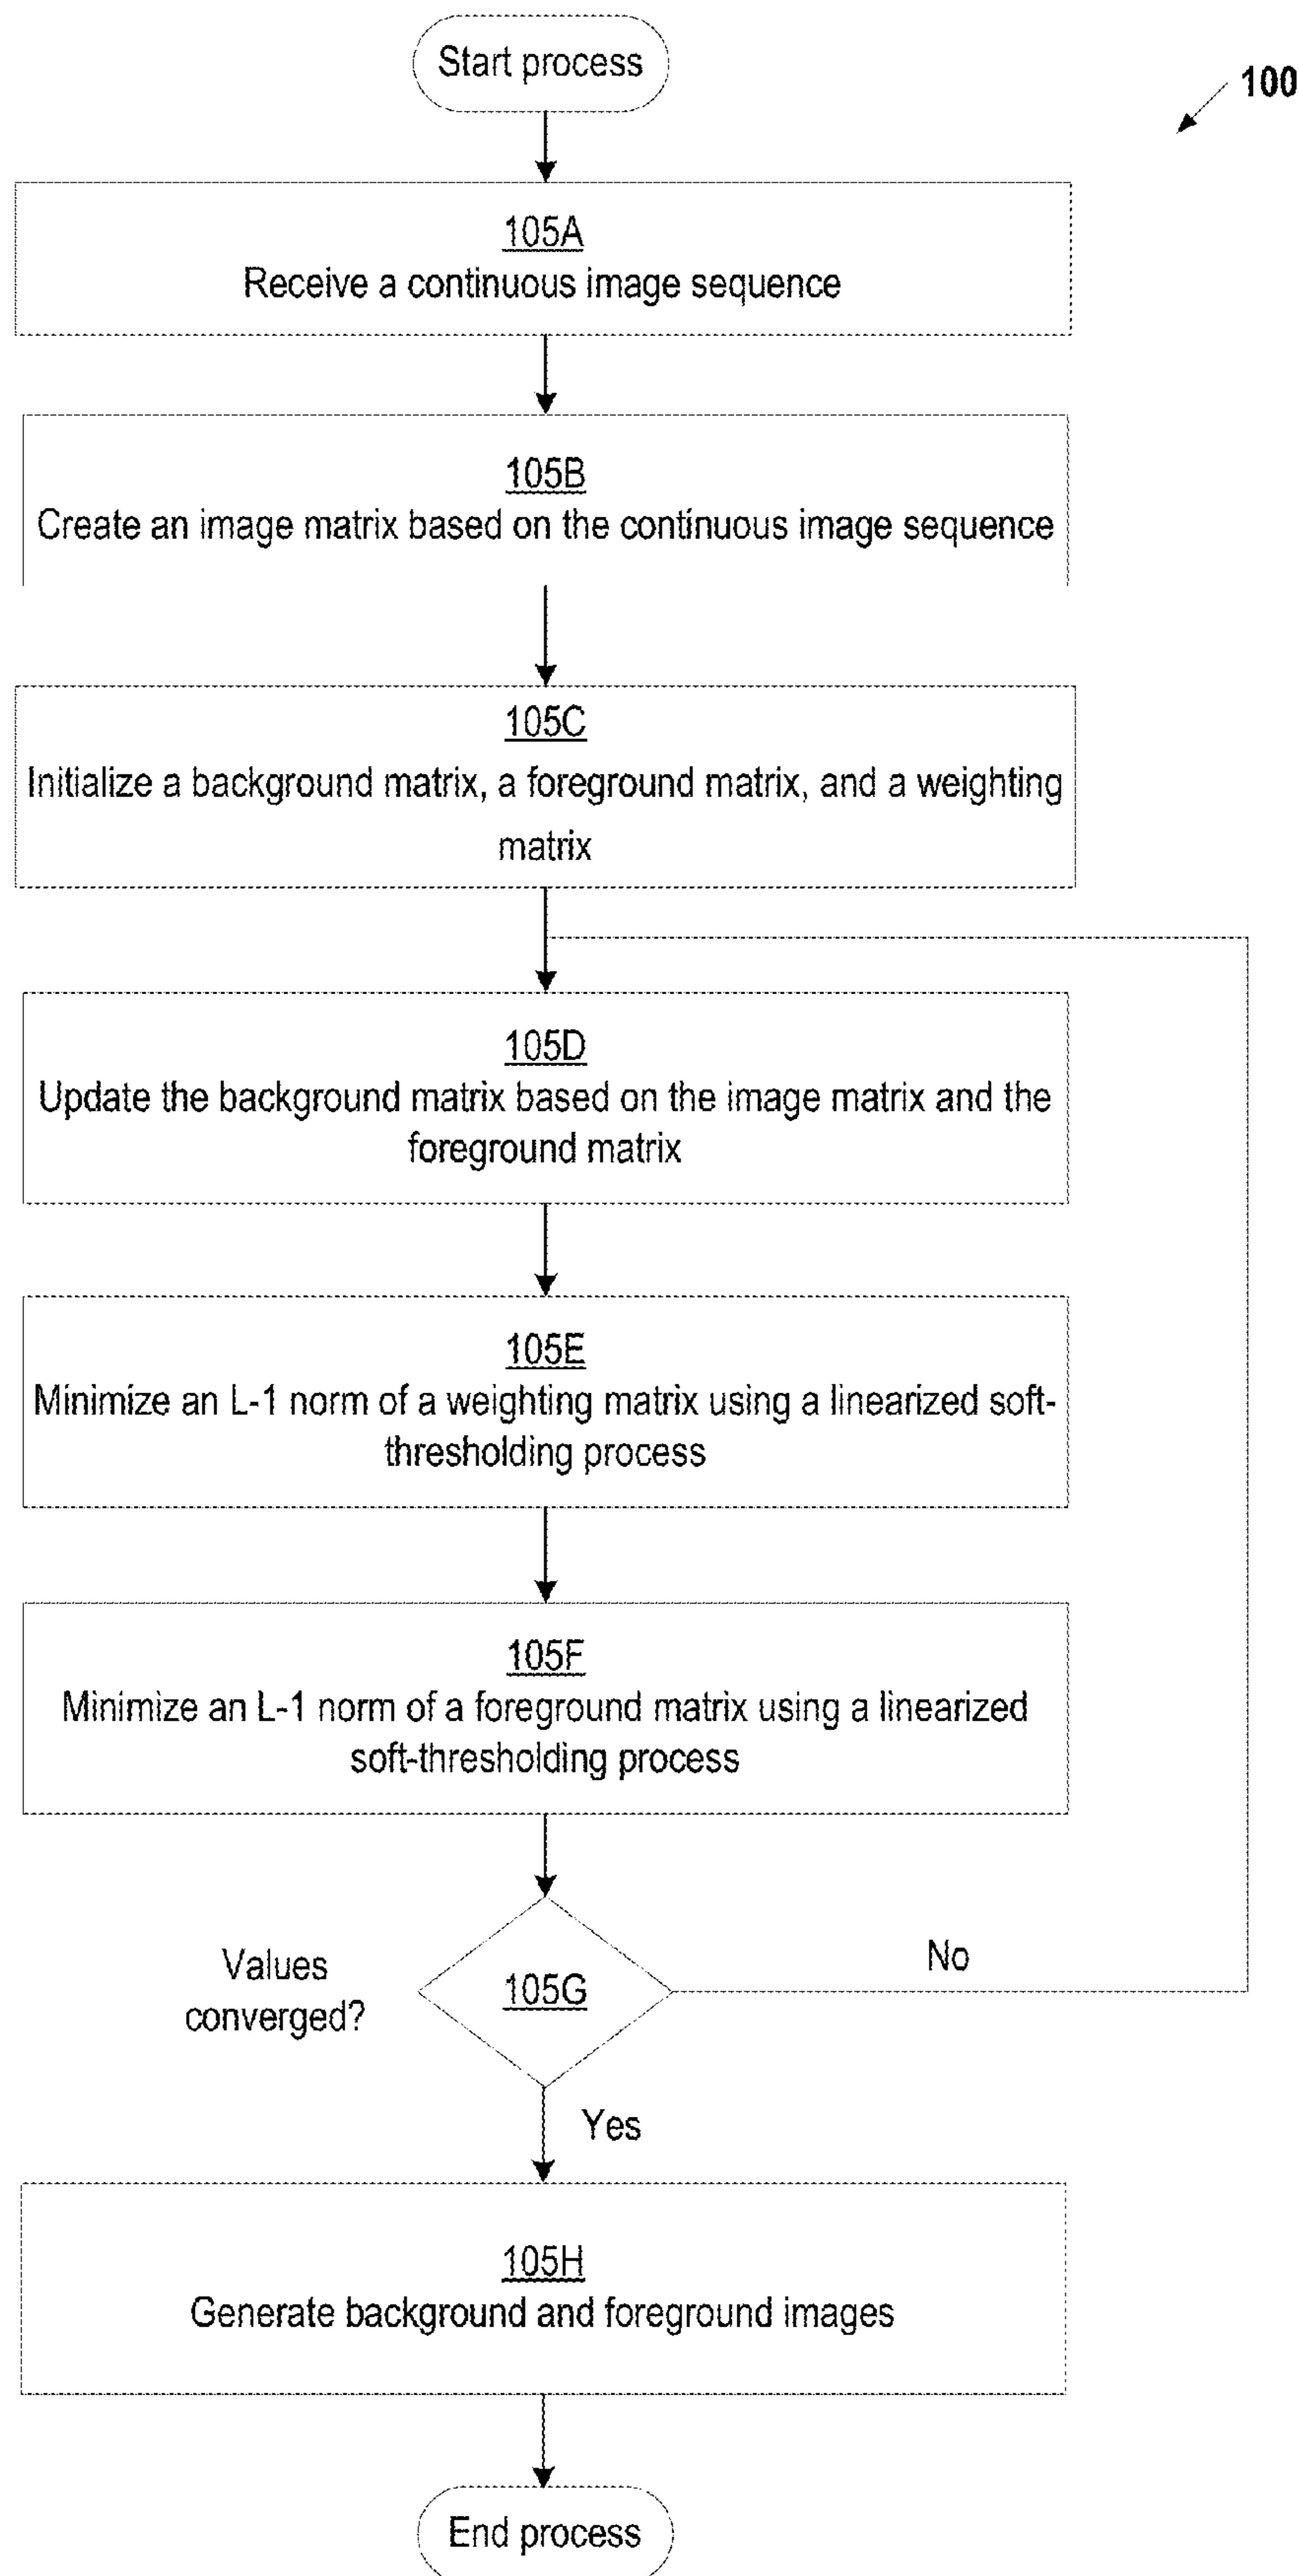 Start process
100
105A
Receive a continuous image sequence
105B
Create an image matrix based on the continuous image sequence
105C
Initialize a background matrix, a foreground matrix, and a weighting
matrix
105D
Update the background matrix based on the image matrix and the
foreground matrix
105E
Minimize an L-1 norm of a weighting matrix using a linearized soft-
thresholding process
105F
Minimize an L-1 norm of a foreground matrix using a linearized
soft-thresholding process
Values
converged?
105G
No
Yes
105H
Generate background and foreground images
End process